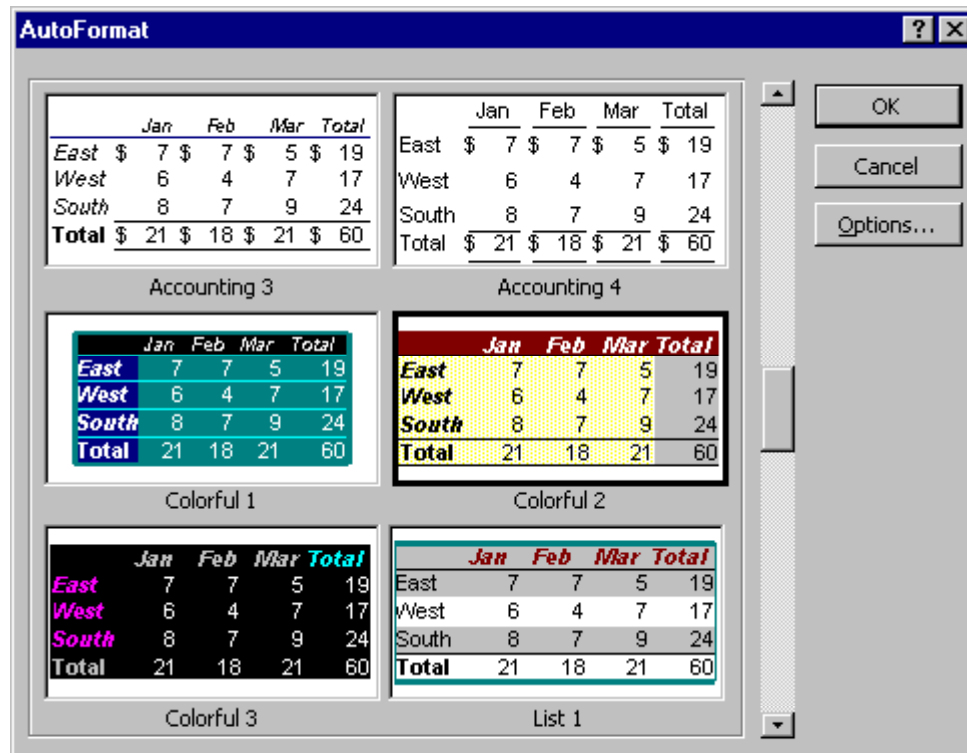 AutoFormat
Jan Feb Mar Total
East $ 7 $ 7 $ 5 $ 19
West 6 4 7 17
South 8 7 9 24
Total $ 21 $ 18 $ 21 $ 60
Accounting 3
Jan Feb Mar Total
East $ 7 $ 7 $ 5 $ 19
West 6 4 7 17
South 8 7 9 24
Total $ 21 $ 18 $ 21 $ 60
Accounting 4
Jan Feb Mar Total
East 7 7 5 19
West 6 4 7 17
South 8 7 9 24
Total 21 18 21 60
Colorful 1
Jan Feb Mar Total
East 7 7 5 19
West 6 4 7 17
South 8 7 9 24
Total 21 18 21 60
Colorful 2
Jan Feb Mar Total
East 7 7 5 19
West 6 4 7 17
South 8 7 9 24
Total 21 18 21 60
Colorful 3
Jan Feb Mar Total
East 7 7 5 19
West 6 4 7 17
South 8 7 9 24
Total 21 18 21 60
List 1
OK
Cancel
Options...